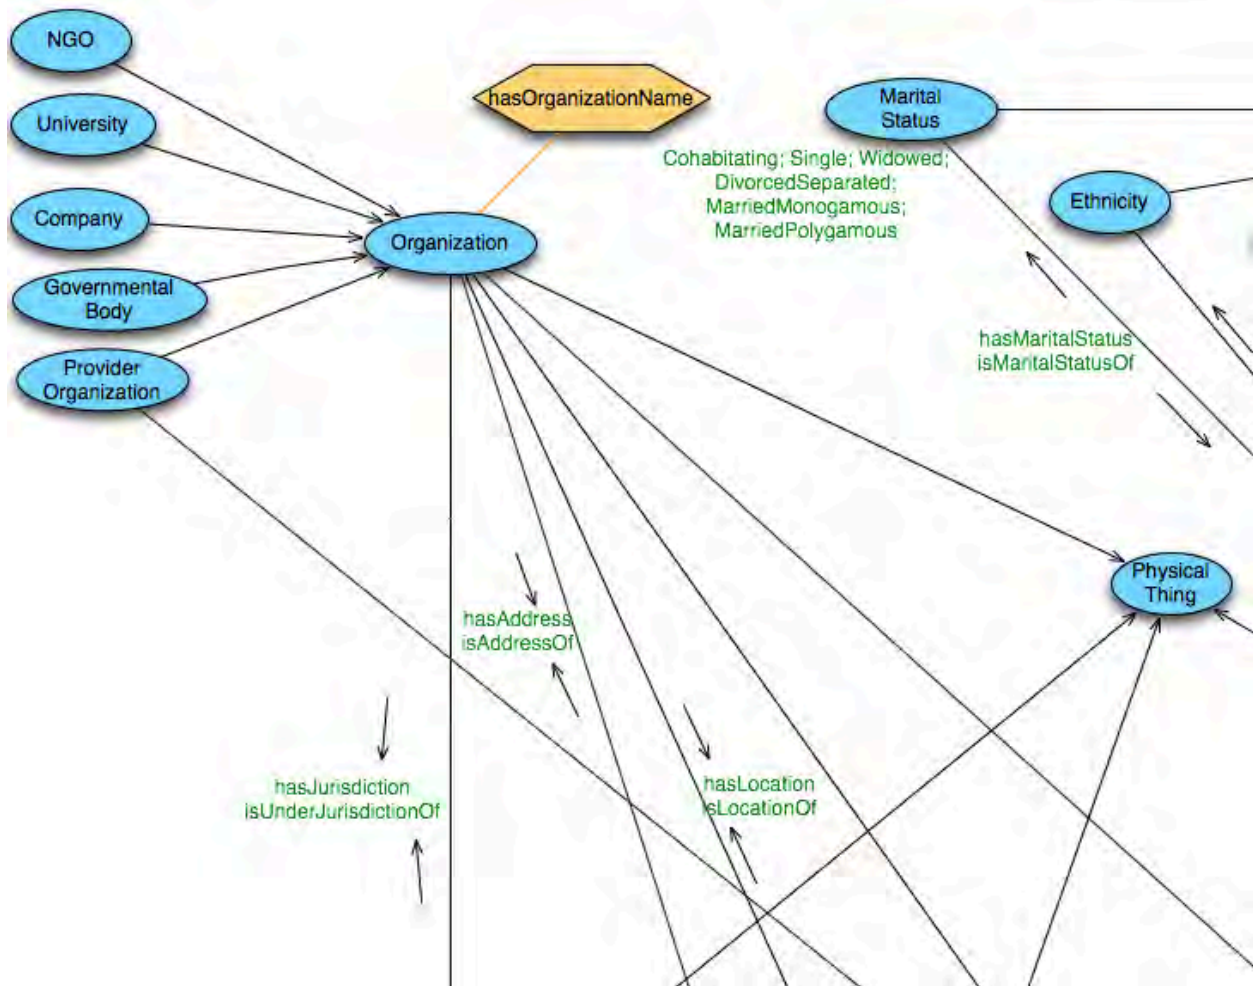 NGO
University
Company
Governmental
Body
Provider
Organization
hasOrganizationName
Organization
Marital
Status
Cohabitating; Single; Widowed;
DivorcedSeparated;
MarriedMonogamous;
MarriedPolygamous
Ethnicity
hasMaritalStatus
isMaritalStatusOf
Physical
Thing
hasAddress
isAddressOf
hasJurisdiction
isUnderJurisdictionOf
hasLocation
isLocationOf